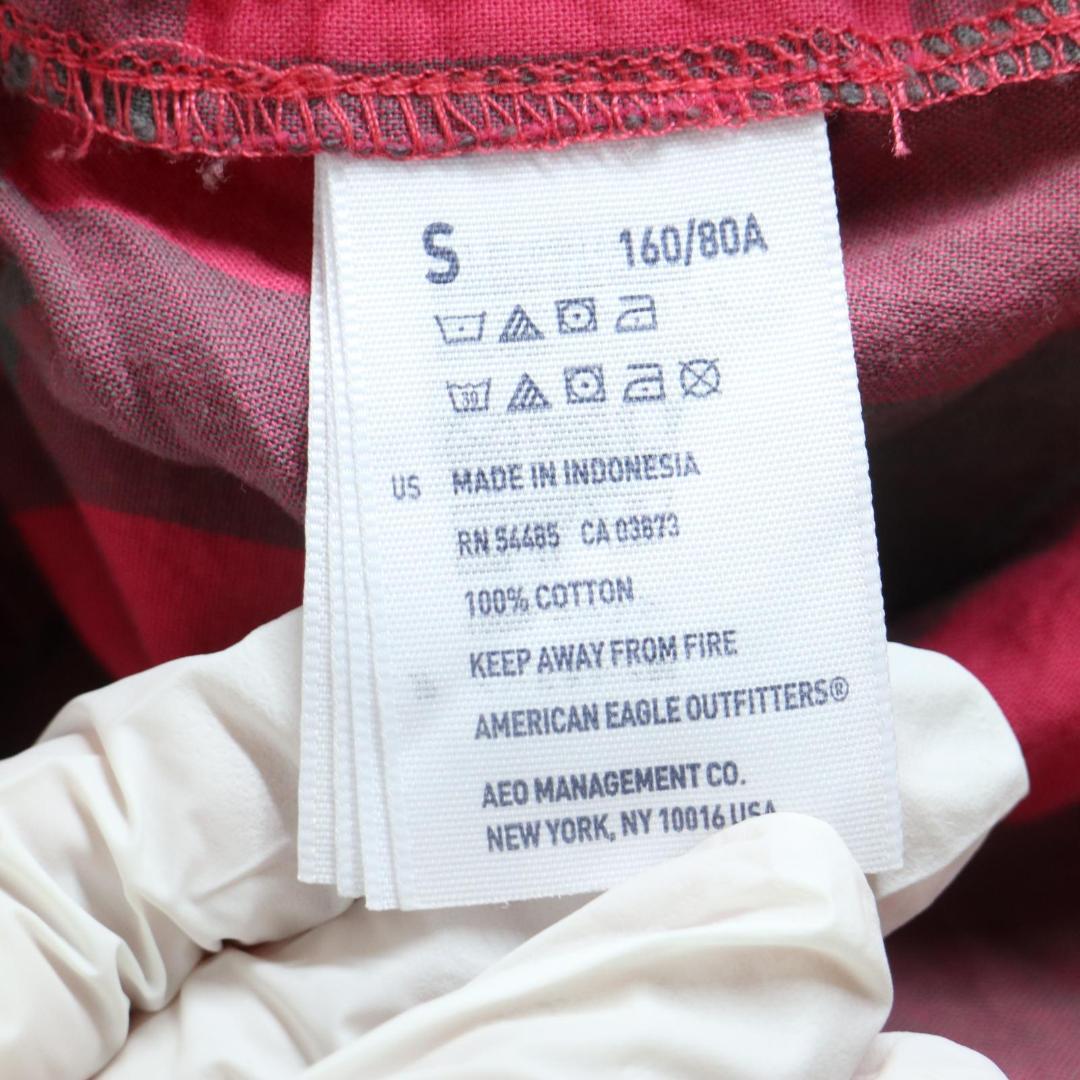 S 160/80A
30
US MADE IN INDONESIA
RN 54485 CA 03873
100% COTTON
KEEP AWAY FROM FIRE
AMERICAN EAGLE OUTFITTERS®
AEO MANAGEMENT CO.
NEW YORK, NY 10016 USA